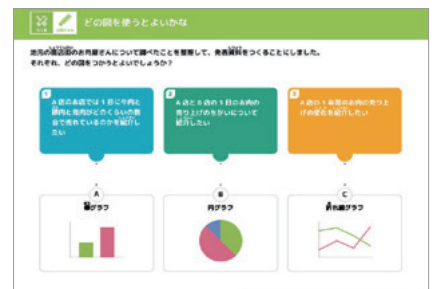 どの図を使うとよいかな
地元の商店街のお肉屋さんについて調べたことを整理して、発表資料をつくることにしました。
それぞれ、どの図をつかうとよいでしょうか？
1
A店のお店では1日に牛肉と
豚肉と鶏肉がどのくらいの割
合で売れているのかを紹介し
たい
2
A店とB店の1日のお肉の
売り上げのちがいについて
紹介したい
3
A店の1年間のお肉の売り上
げの変化を紹介したい
A
棒グラフ
B
円グラフ
C
折れ線グラフ